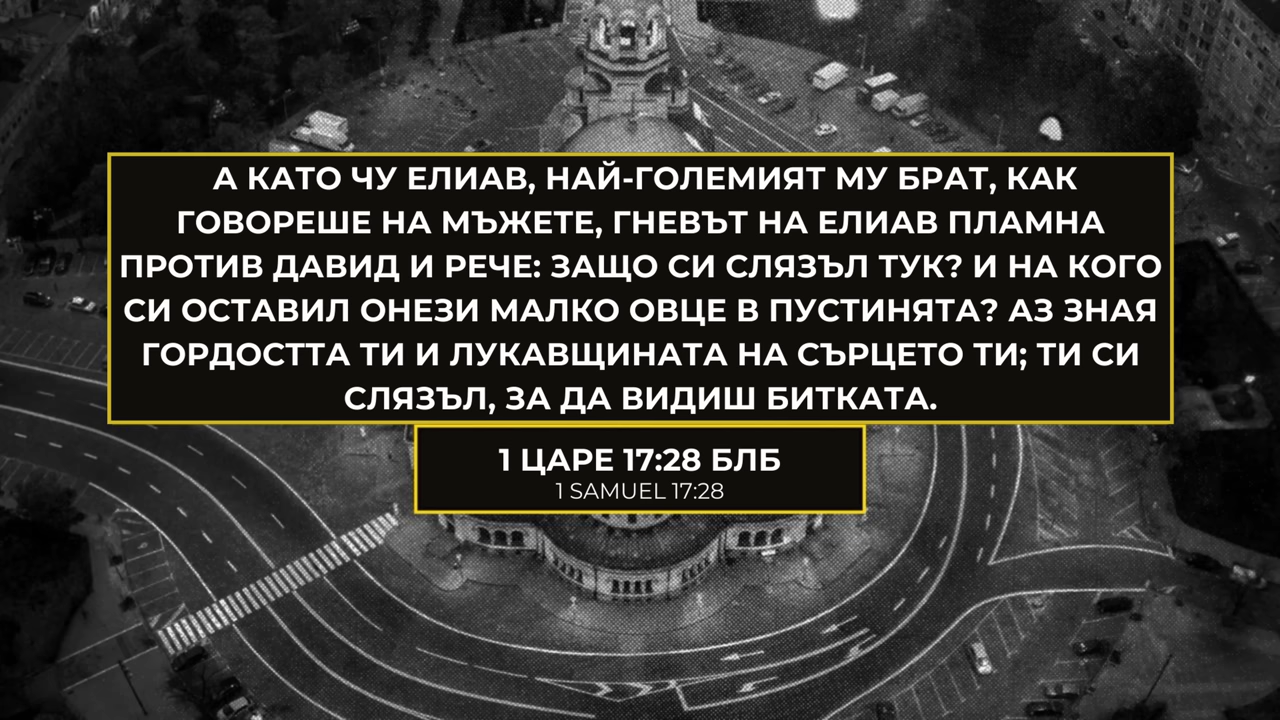 А КАТО ЧУ ЕЛИАВ, НАЙ-ГОЛЕМИЯТ МУ БРАТ, КАК
ГОВОРЕШЕ НА МЪЖЕТЕ, ГНЕВЪТ НА ЕЛИАВ ПЛАМНА
ПРОТИВ ДАВИД И РЕЧЕ: ЗАЩО СИ СЛЯЗЪЛ ТУК? И НА КОГО
СИ ОСТАВИЛ ОНЕЗИ МАЛКО ОВЦЕ В ПУСТИНЯТА? АЗ ЗНАЯ
ГОРДОСТТА ТИ И ЛУКАВЩИНАТА НА СЪРЦЕТО ТИ; ТИ СИ
СЛЯЗЪЛ, ЗА ДА ВИДИШ БИТКАТА.
1 ЦАРЕ 17:28 БЛБ
1 SAMUEL 17:28